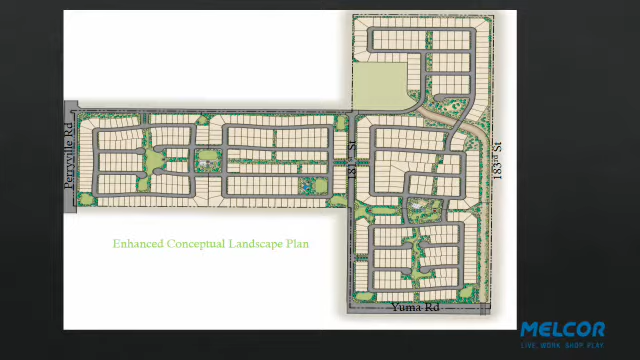 Perryville Rd
181st St
183rd St
Enhanced Conceptual Landscape Plan
Yuma Rd
MELCOR
LIVE. WORK. SHOP. PLAY.